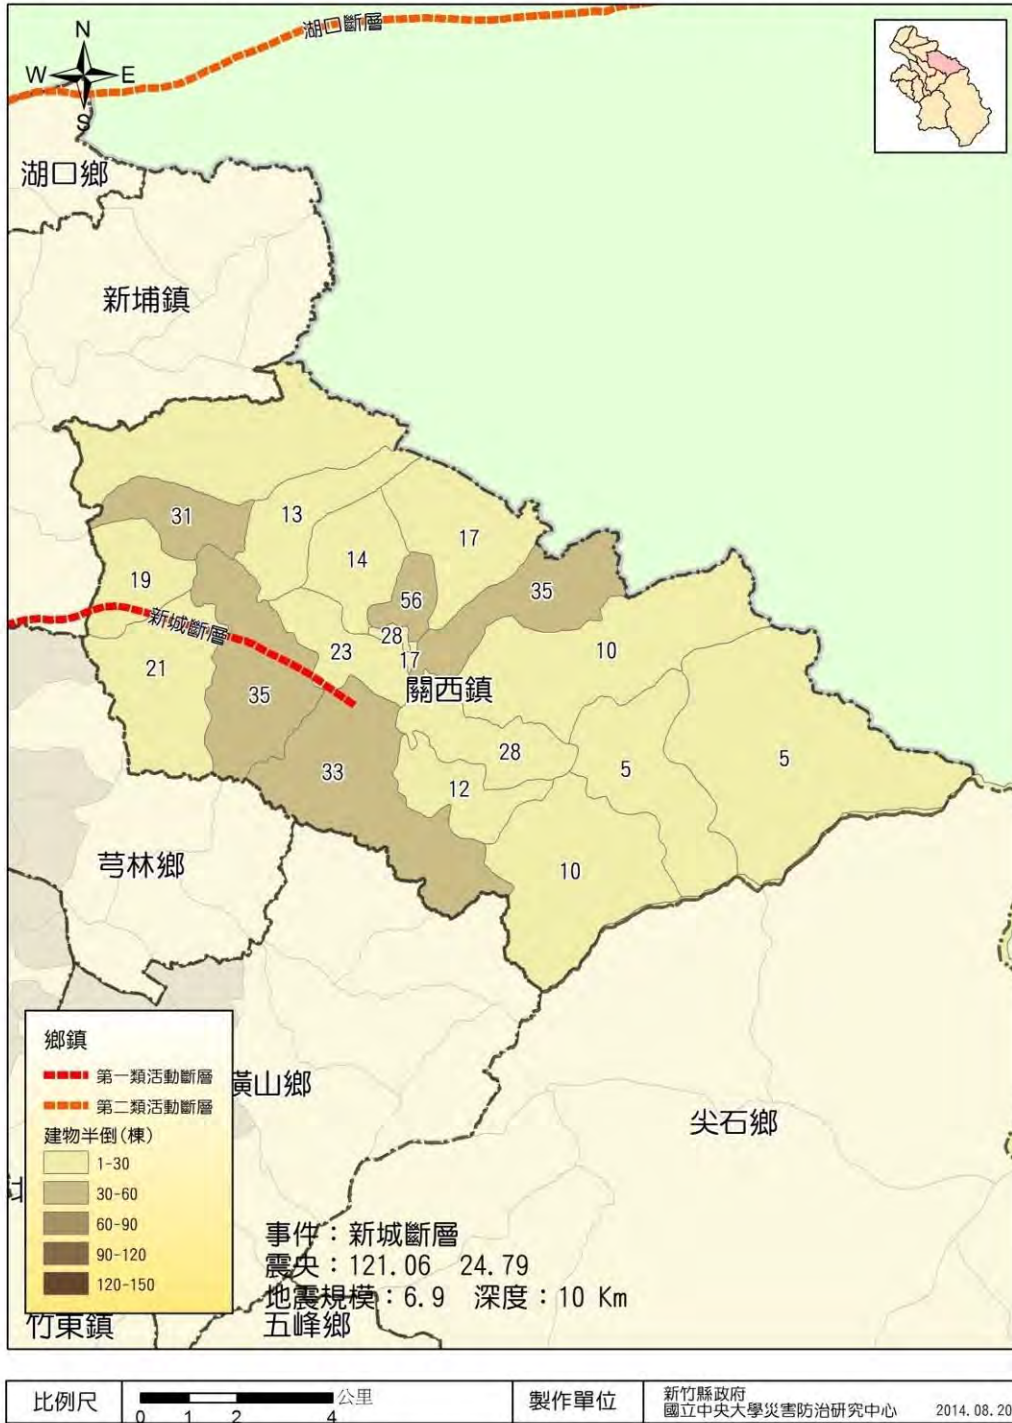 湖口斷層
N
W E
S
湖口鄉
新埔鎮
31
13
17
14
35
19
56
新城斷層
28
23
17
10
21
關西鎮
35
28
5
5
33
12
芎林鄉
10
鄉鎮
第一類活動斷層
第二類活動斷層
建物半倒(棟)
1-30
30-60
60-90
90-120
120-150
橫山鄉
尖石鄉
事件：新城斷層
震央：121.06 24.79
地震規模：6.9 深度：10 Km
竹東鎮
五峰鄉
比例尺
0 1 2 4 公里
製作單位
新竹縣政府
國立中央大學災害防治研究中心
2014.08.20